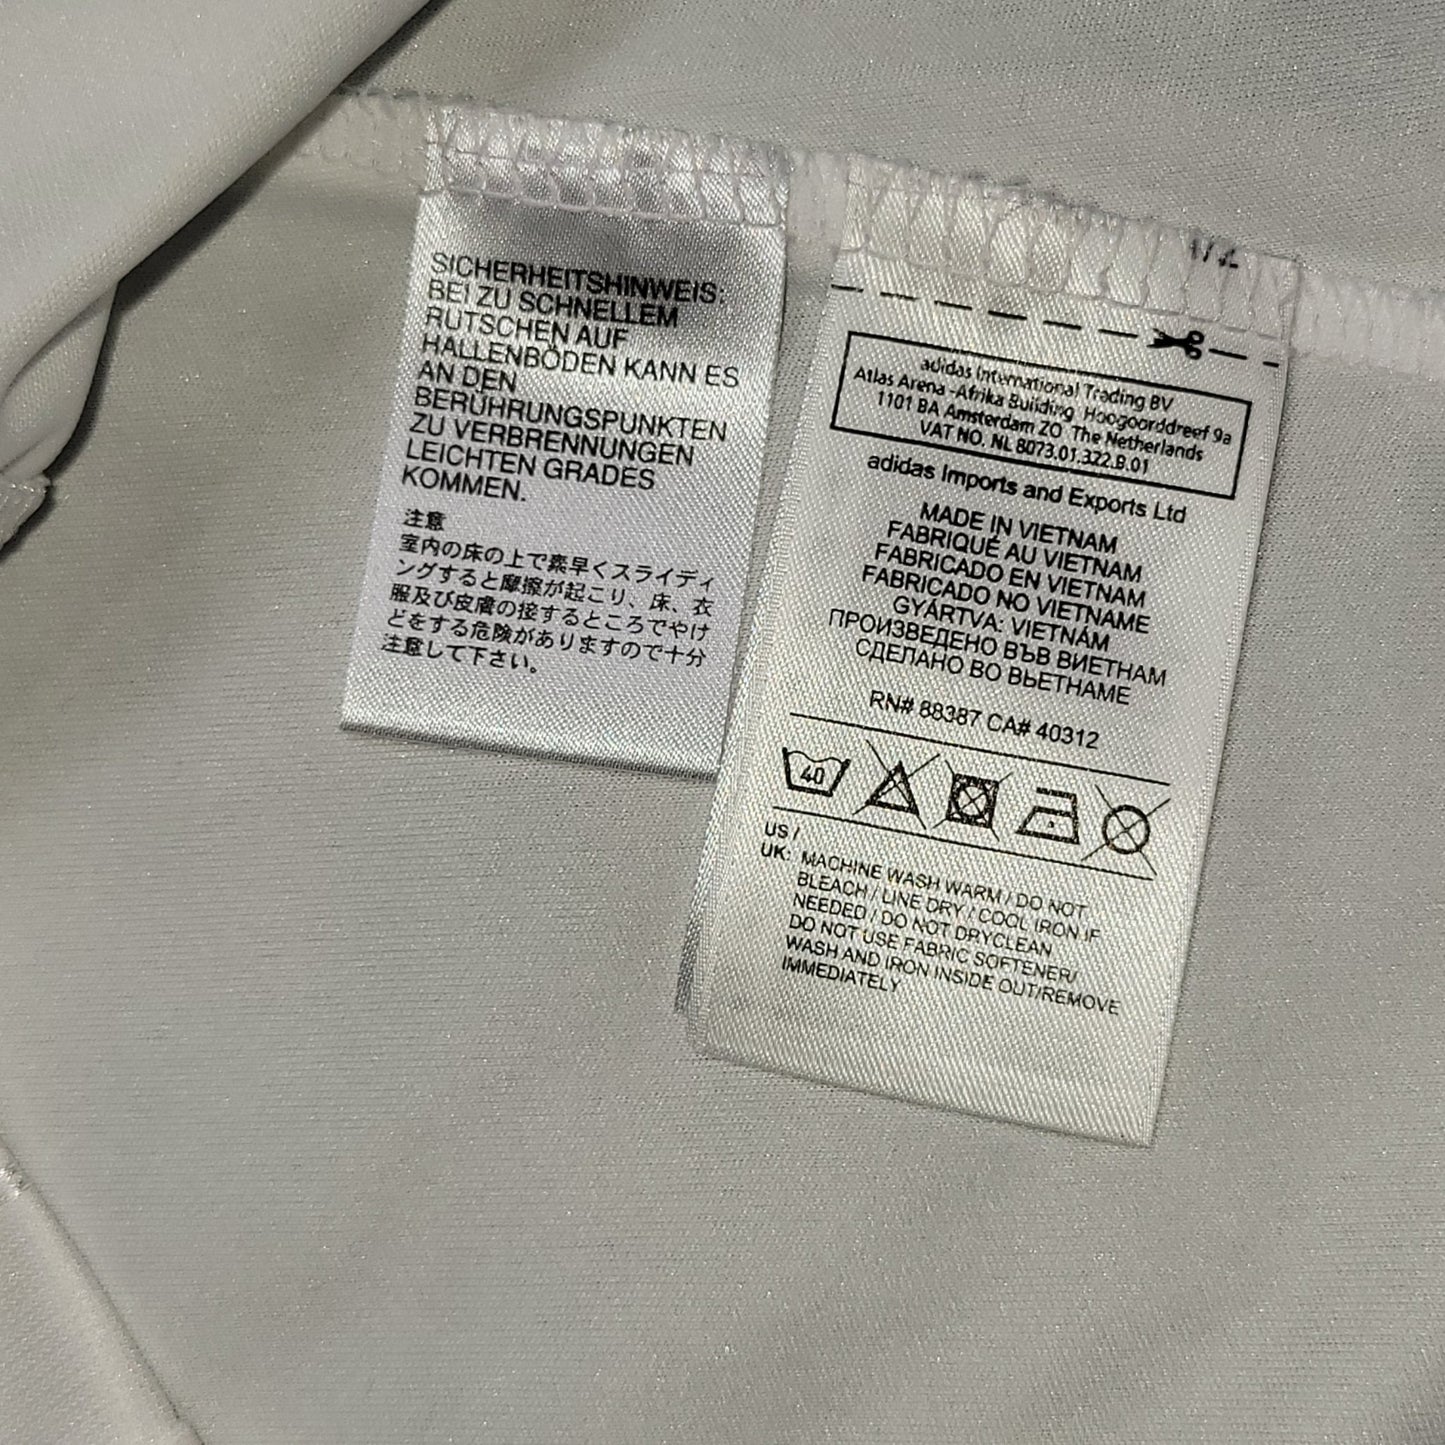 SICHERHEITSHINWEIS:
BEI ZU SCHNELLEM
RUTSCHEN AUF
HALLENBÖDEN KANN ES
AN DEN
BERÜHRUNGSPUNKTEN
ZU VERBRENNUNGEN
LEICHTEN GRADES
KOMMEN.
注意
室内の床の上で素早くスライディ
ングすると摩擦が起こり、床、衣
服及び皮膚の接するところでやけ
どをする危険がありますので十分
注意して下さい。
1/2
adidas International Trading BV
Atlas Arena -Afrika Building Hoogoorddreef 9a
1101 BA Amsterdam ZO The Netherlands
VAT NO. NL 8073.01.322.B.01
adidas Imports and Exports Ltd
MADE IN VIETNAM
FABRIQUÉ AU VIETNAM
FABRICADO EN VIETNAM
FABRICADO NO VIETNAME
GYÁRTVA: VIETNÁM
ПРОИЗВЕДЕНО ВЪВ ВИЕТНАМ
СДЕЛАНО ВО ВЬЕТНАМЕ
RN# 88387 CA# 40312
40
US /
UK: MACHINE WASH WARM / DO NOT
BLEACH / LINE DRY / COOL IRON IF
NEEDED / DO NOT DRYCLEAN
DO NOT USE FABRIC SOFTENER/
WASH AND IRON INSIDE OUT/REMOVE
IMMEDIATELY